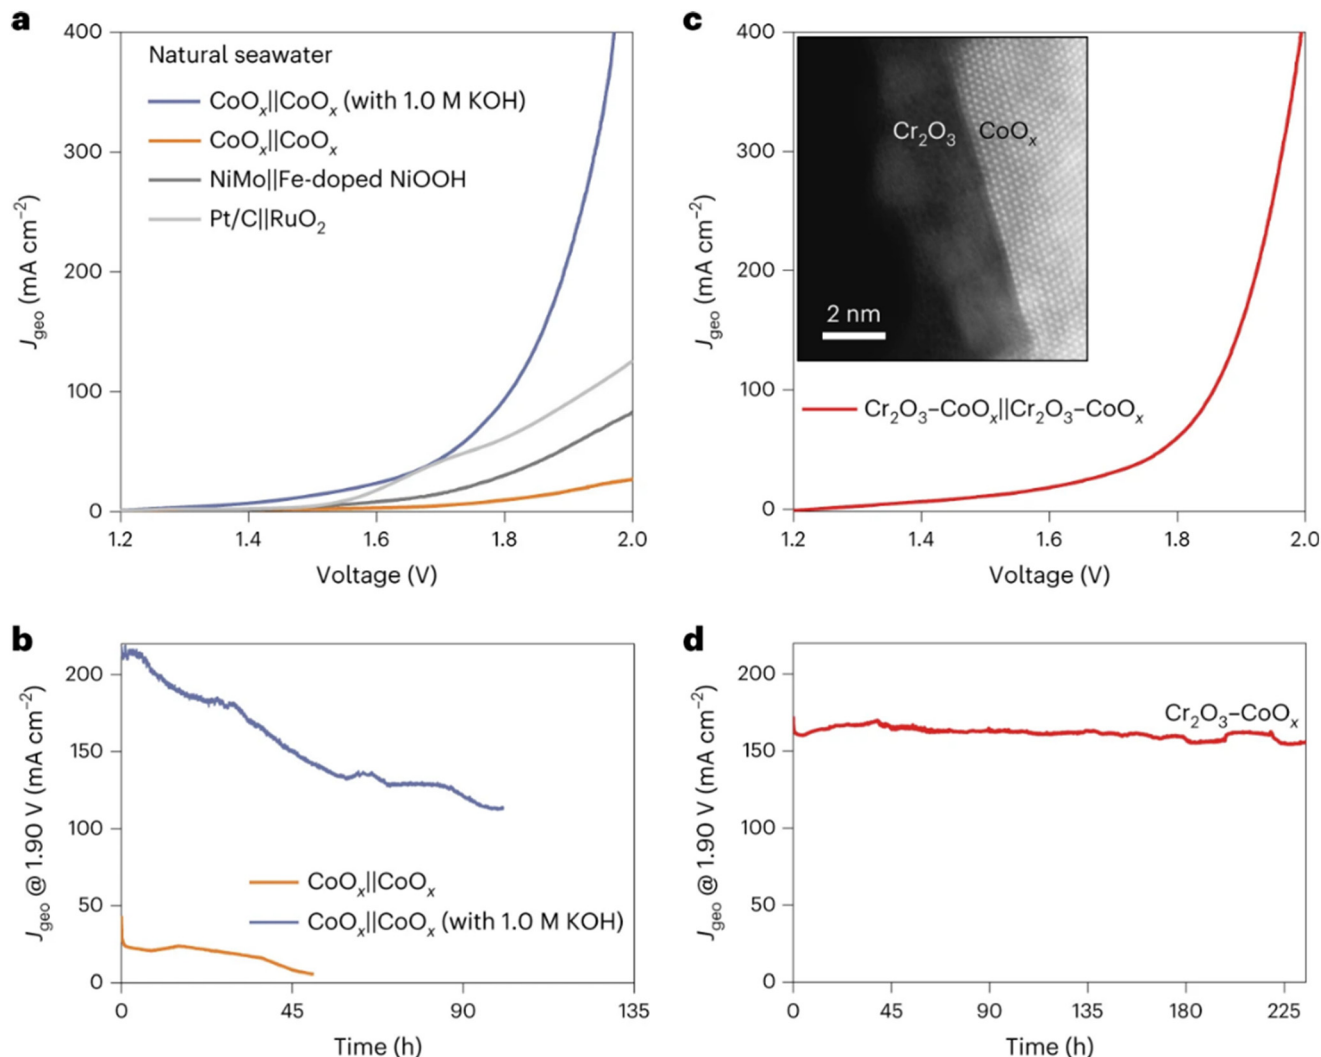 a
400
300
200
100
0
J_geo (mA cm⁻²)
Natural seawater
CoOₓ||CoOₓ (with 1.0 M KOH)
CoOₓ||CoOₓ
NiMo||Fe-doped NiOOH
Pt/C||RuO₂
1.2 1.4 1.6 1.8 2.0
Voltage (V)
c
400
300
200
100
0
J_geo (mA cm⁻²)
Cr₂O₃ CoOₓ
2 nm
Cr₂O₃–CoOₓ||Cr₂O₃–CoOₓ
1.2 1.4 1.6 1.8 2.0
Voltage (V)
b
200
150
100
50
0
J_geo @ 1.90 V (mA cm⁻²)
CoOₓ||CoOₓ
CoOₓ||CoOₓ (with 1.0 M KOH)
0 45 90 135
Time (h)
d
200
150
100
50
0
J_geo @ 1.90 V (mA cm⁻²)
Cr₂O₃–CoOₓ
0 45 90 135 180 225
Time (h)